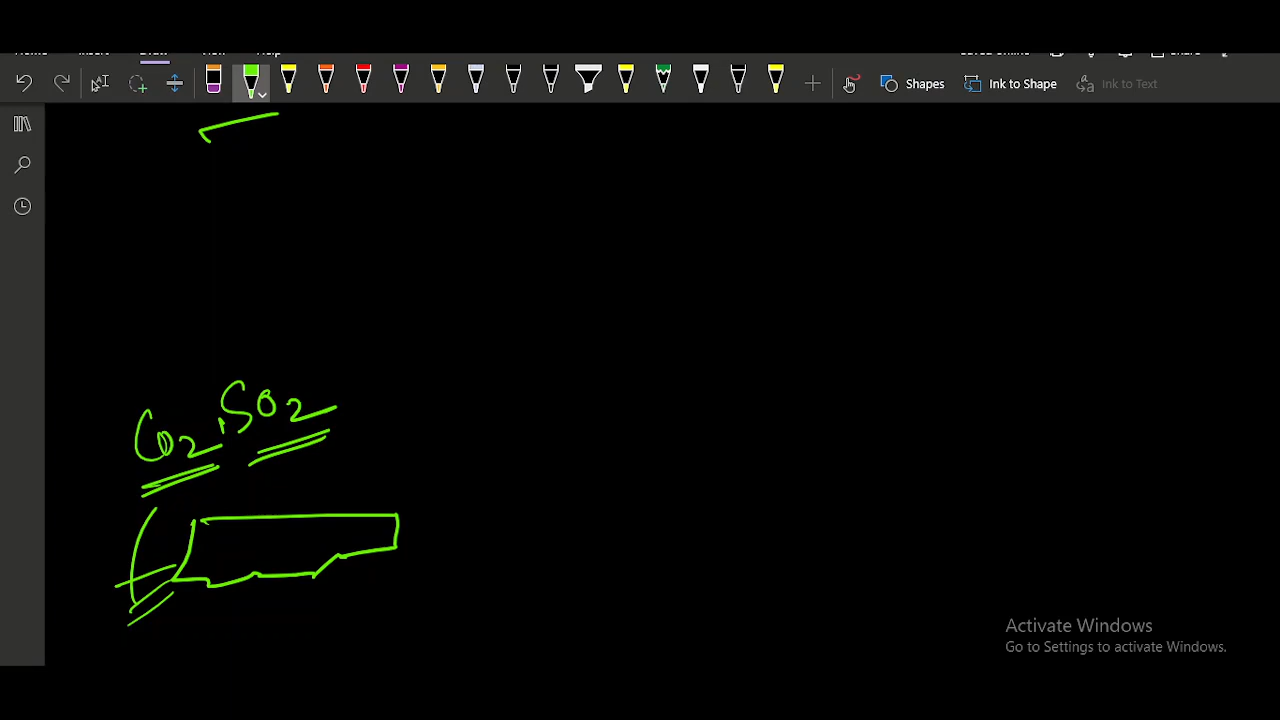 Ink to Shape
Shapes
Ink to Text
CO2, SO2
Activate Windows
Go to Settings to activate Windows.